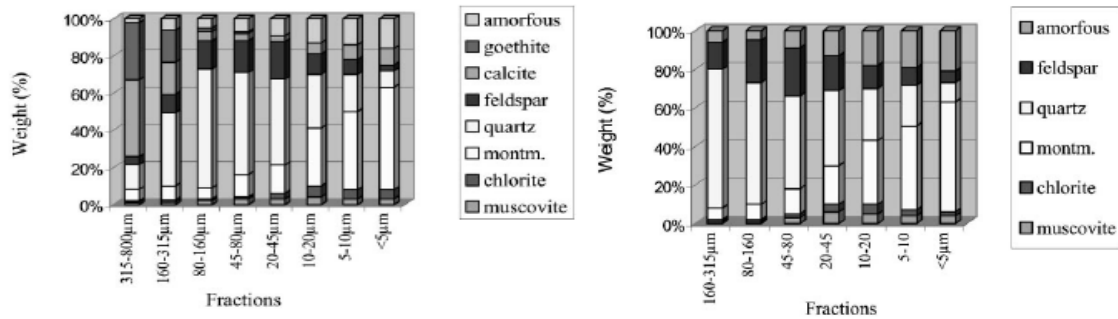 100%
80%
60%
40%
20%
0%
Weight (%)
315-800µm
160-315µm
80-160µm
45-80µm
20-45µm
10-20µm
5-10µm
<5µm
Fractions
amorfous
goethite
calcite
feldspar
quartz
montm.
chlorite
muscovite
100%
80%
60%
40%
20%
0%
Weight (%)
160-315µm
80-160
45-80
20-45
10-20
5-10
<5µm
Fractions
amorfous
feldspar
quartz
montm.
chlorite
muscovite